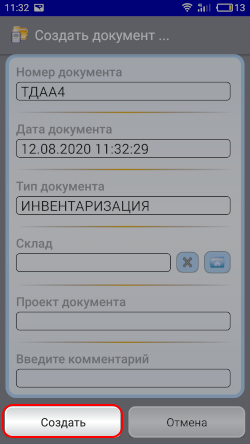 11:32 13
Создать документ ...
Номер документа
ТДАА4
Дата документа
12.08.2020 11:32:29
Тип документа
ИНВЕНТАРИЗАЦИЯ
Склад
Проект документа
Введите комментарий
Создать Отмена